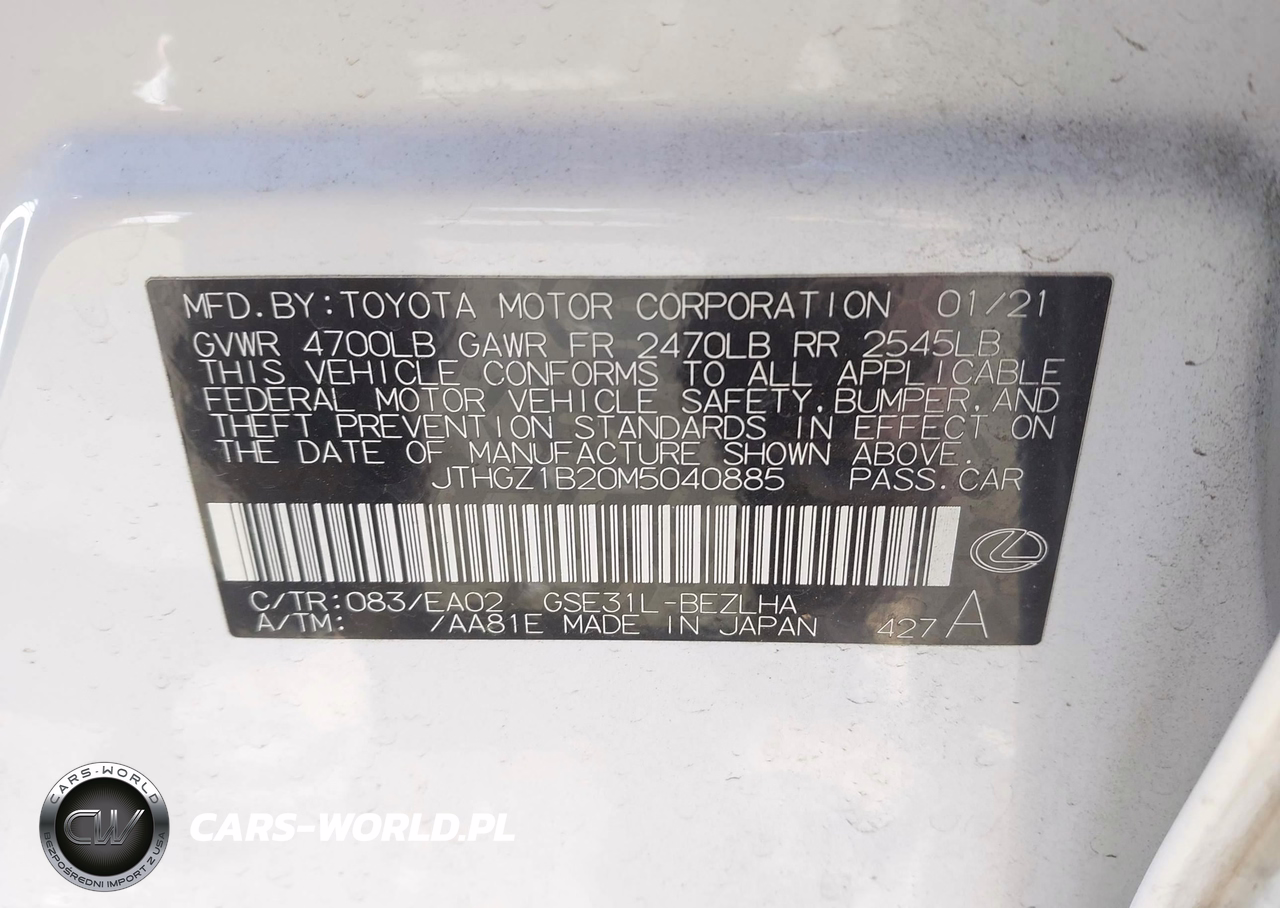 MFD.BY:TOYOTA MOTOR CORPORATION 01/21
GVWR 4700LB GAWR FR 2470LB RR 2545LB
THIS VEHICLE CONFORMS TO ALL APPLICABLE
FEDERAL MOTOR VEHICLE SAFETY,BUMPER,AND
THEFT PREVENTION STANDARDS IN EFFECT ON
THE DATE OF MANUFACTURE SHOWN ABOVE.
JTHGZ1B20M5040885 PASS.CAR
C/TR:083/EA02 GSE31L-BEZLHA
A/TM: /AA81E MADE IN JAPAN 427 A
CARS-WORLD
CW
BEZPOŚREDNI IMPORT Z USA
CARS-WORLD.PL